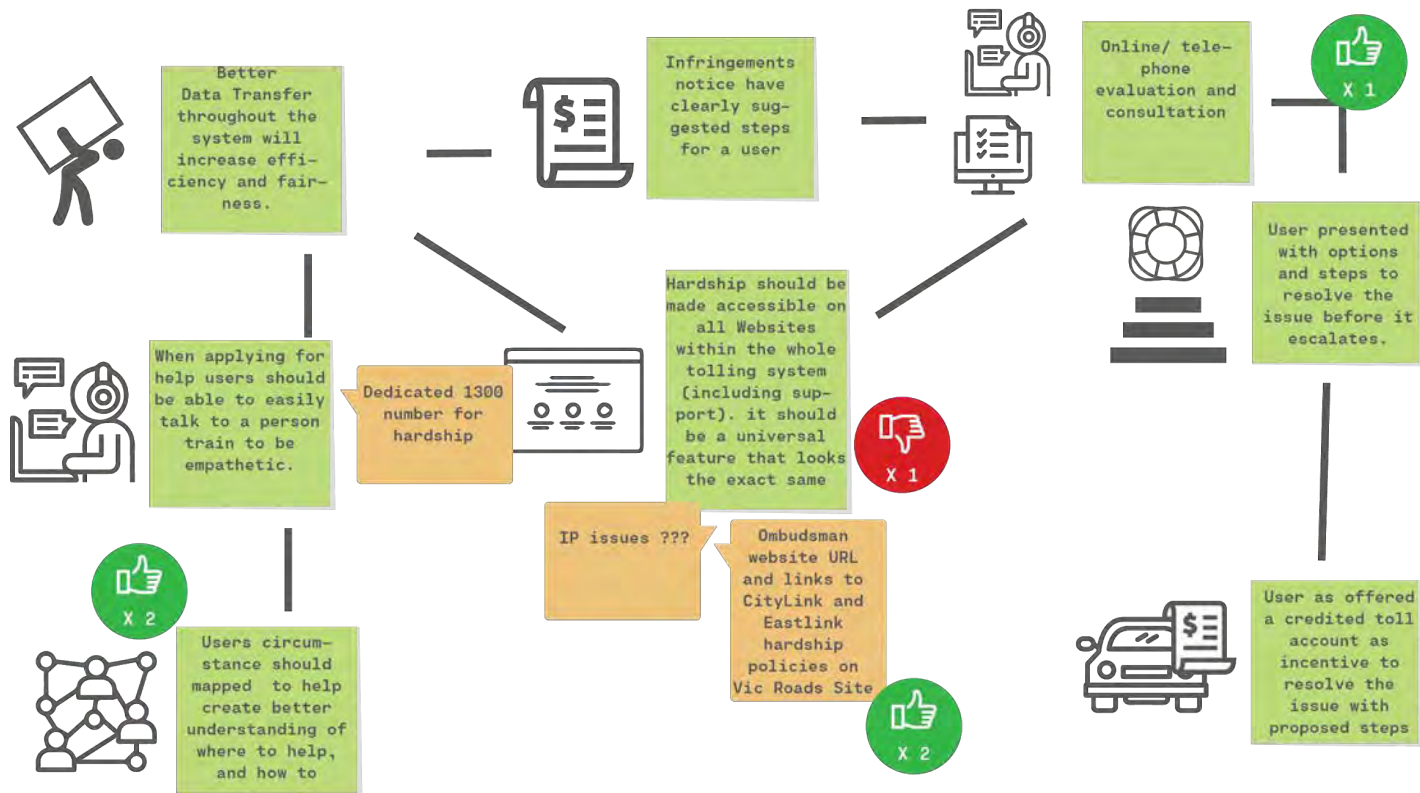 Better
Data Transfer
throughout the
system will
increase effi-
ciency and fair-
ness.
Infringements
notice have
clearly sug-
gested steps
for a user
Online/ tele-
phone
evaluation and
consultation
X 1
User presented
with options
and steps to
resolve the
issue before it
escalates.
When applying for
help users should
be able to easily
talk to a person
train to be
empathetic.
Dedicated 1300
number for
hardship
Hardship should be
made accessible on
all Websites
within the whole
tolling system
(including sup-
port). it should
be a universal
feature that looks
the exact same
X 1
IP issues ???
Ombudsman
website URL
and links to
CityLink and
Eastlink
hardship
policies on
Vic Roads Site
X 2
X 2
Users circum-
stance should
mapped to help
create better
understanding of
where to help,
and how to
$
$
User as offered
a credited toll
account as
incentive to
resolve the
issue with
proposed steps